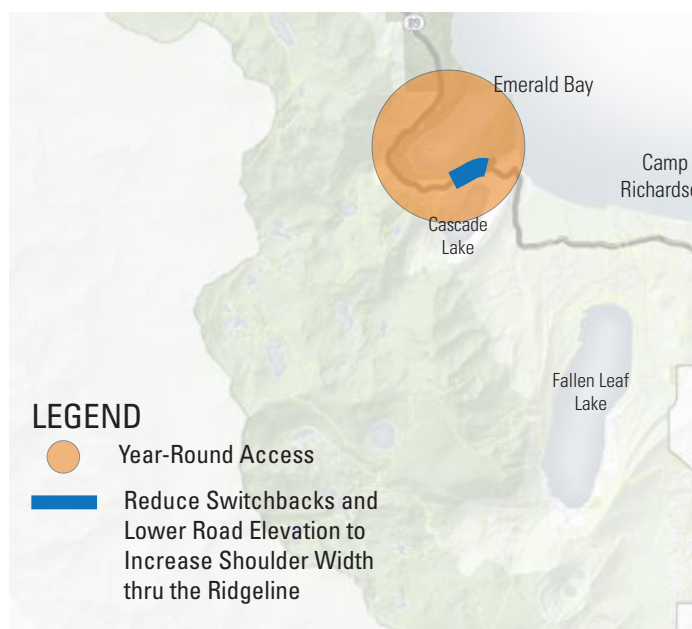 89
Emerald Bay
Camp
Richardso
Cascade
Lake
Fallen Leaf
Lake
LEGEND
Year-Round Access
Reduce Switchbacks and
Lower Road Elevation to
Increase Shoulder Width
thru the Ridgeline